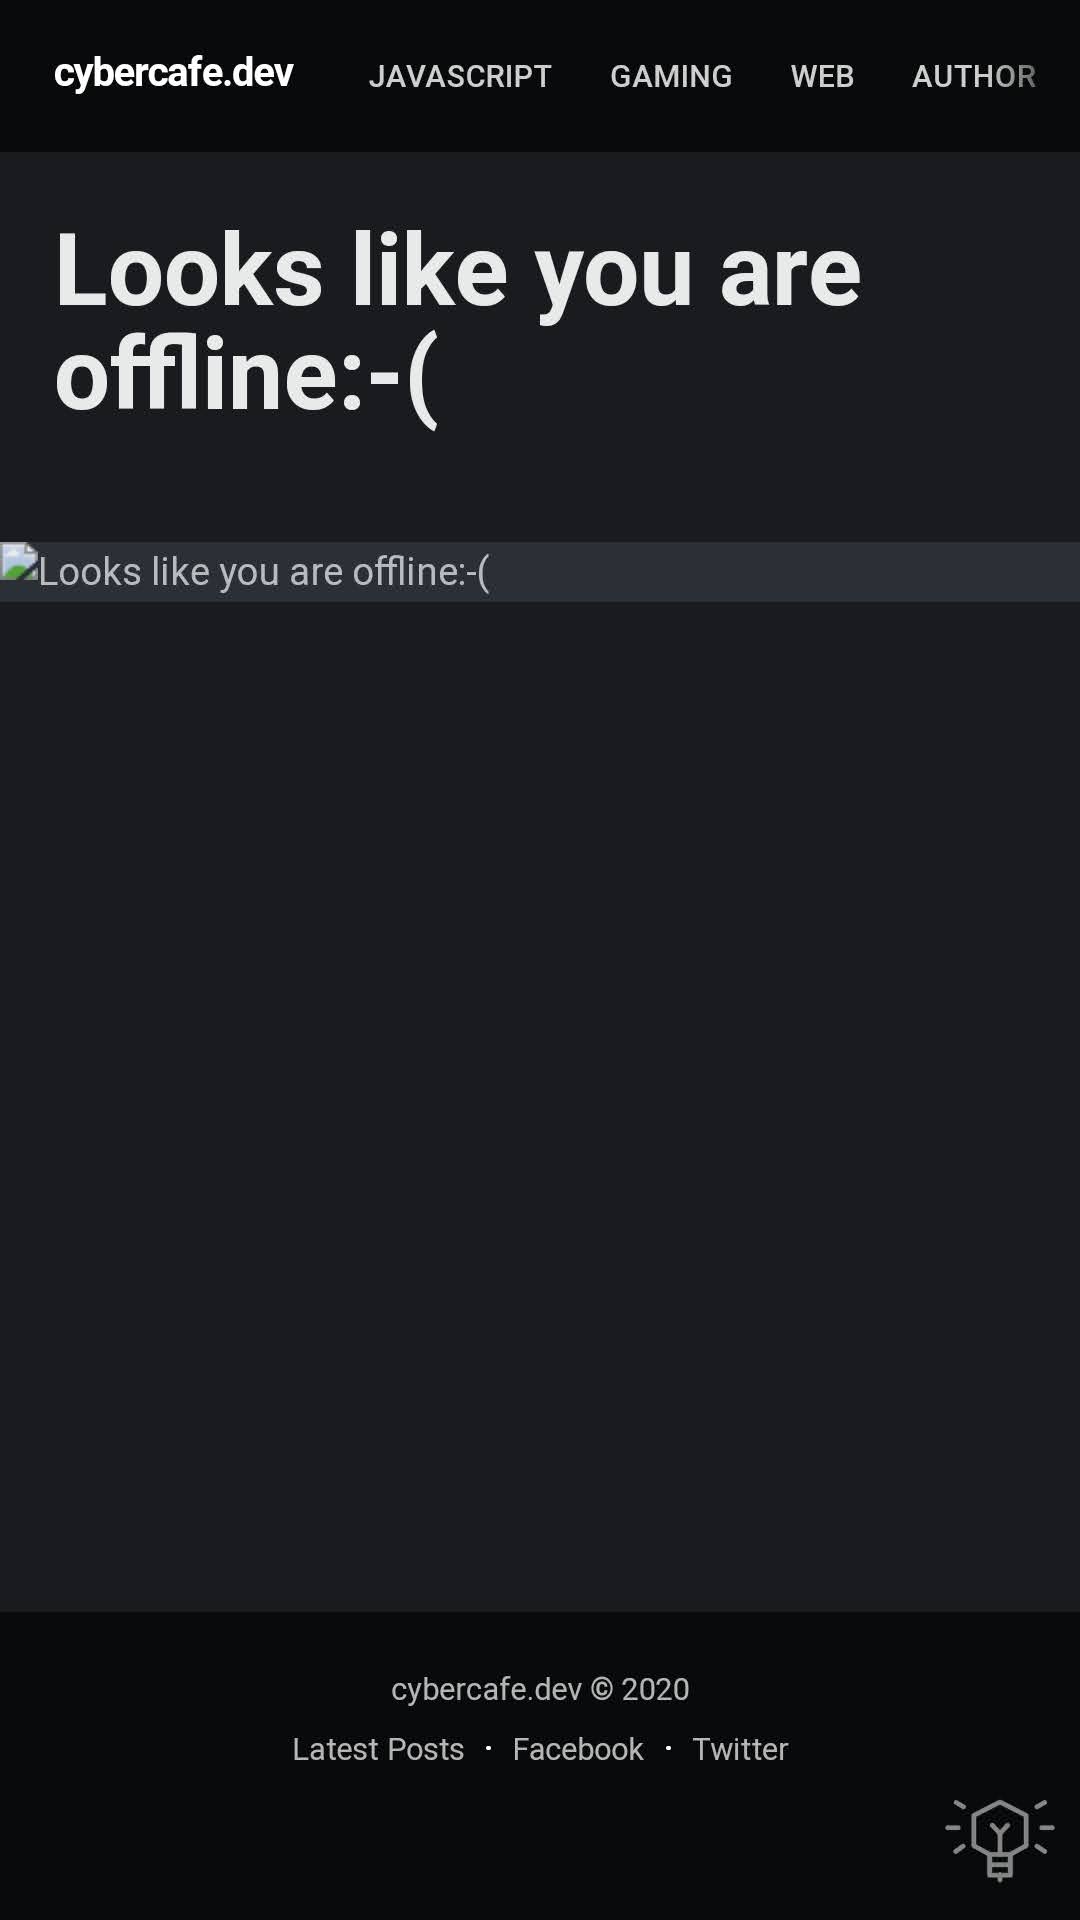 cybercafe.dev JAVASCRIPT GAMING WEB AUTHOR
Looks like you are
offline:-(
Looks like you are offline:-(
cybercafe.dev © 2020
Latest Posts · Facebook · Twitter